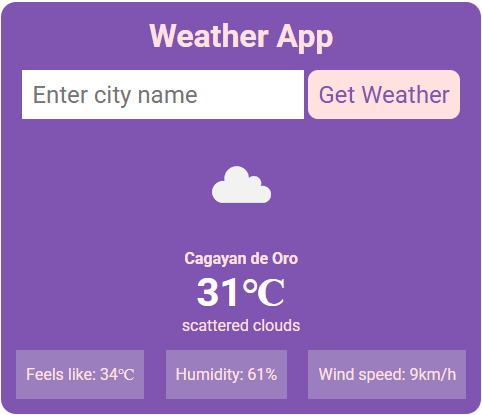 Weather App
Enter city name Get Weather
Cagayan de Oro
31℃
scattered clouds
Feels like: 34℃ Humidity: 61% Wind speed: 9km/h